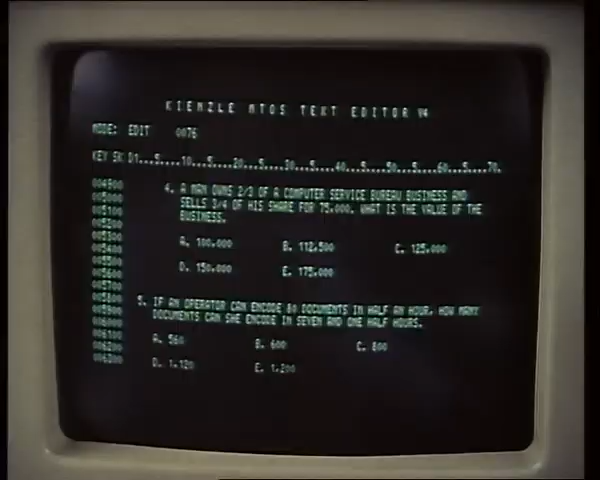 KIENZLE MTOS TEXT EDITOR V4
MODE: EDIT 0076
KEY SK 01...5....10...5....20...5....30...5....40...5....50...5....60...5....70.
4. A MAN OWNS 2/3 OF A COMPUTER SERVICE BUREAU BUSINESS AND
SELLS 3/4 OF HIS SHARE FOR 75.000. WHAT IS THE VALUE OF THE
BUSINESS.
A. 100.000 B. 112.500 C. 125.000
D. 150.000 E. 175.000
5. IF AN OPERATOR CAN ENCODE 80 DOCUMENTS IN HALF AN HOUR. HOW MANY
DOCUMENTS CAN SHE ENCODE IN SEVEN AND ONE HALF HOURS.
A. 560 B. 600 C. 800
D. 1.120 E. 1.200